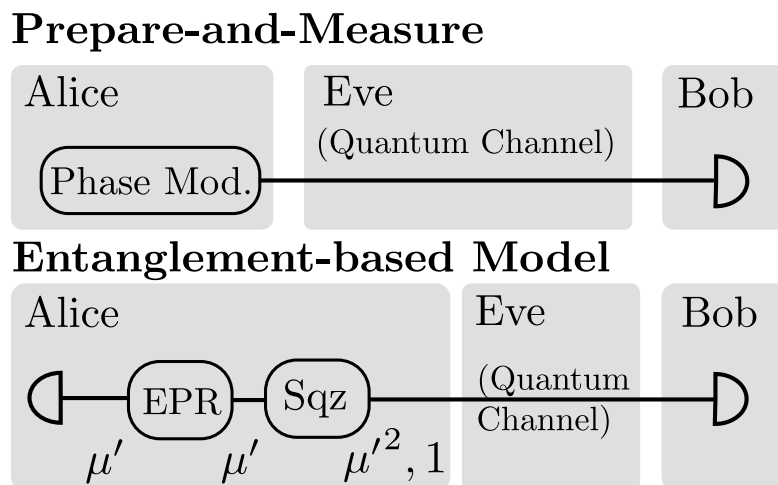 Prepare-and-Measure
Alice
Eve
Bob
(Quantum Channel)
Phase Mod.
Entanglement-based Model
Alice
Eve
Bob
EPR
Sqz
(Quantum
Channel)
μ′
μ′
μ′², 1